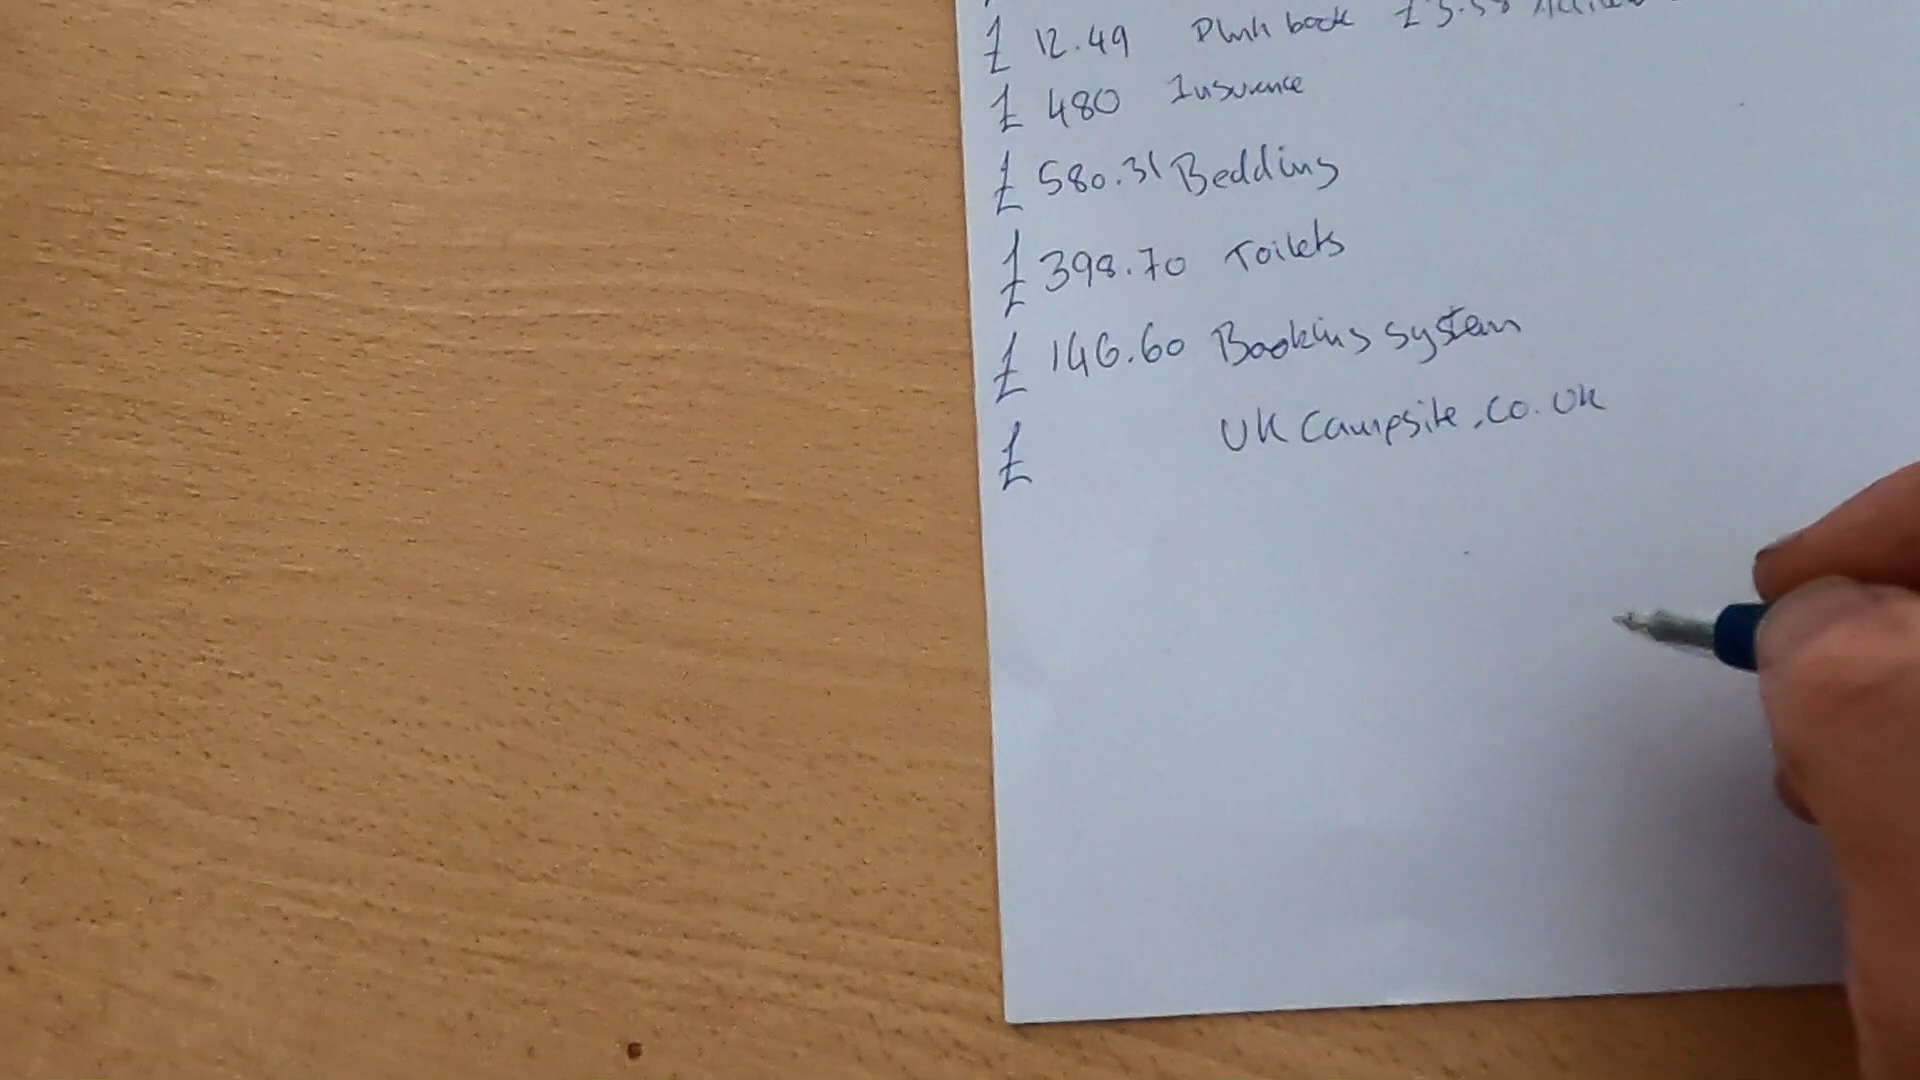 £ 12.49 book
£ 480 Insurance
£ 580.31 Bedding
£ 398.70 Toilets
£ 146.60 Booking system
£ UK Campsite.co.uk